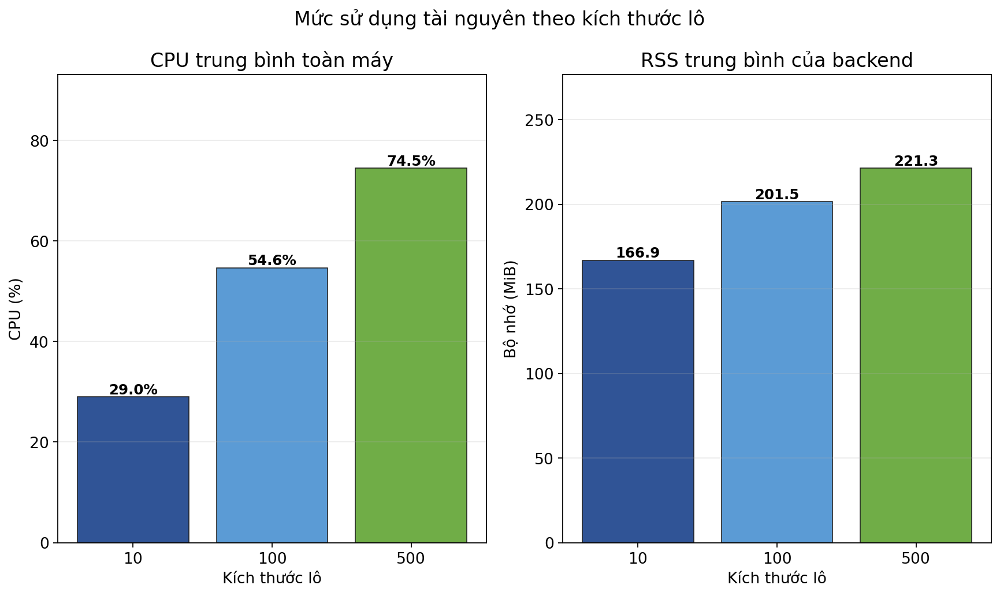 Mức sử dụng tài nguyên theo kích thước lô
CPU trung bình toàn máy
CPU (%)
80
60
40
20
0
74.5%
54.6%
29.0%
10 100 500
Kích thước lô
RSS trung bình của backend
Bộ nhớ (MiB)
250
200
150
100
50
0
221.3
201.5
166.9
10 100 500
Kích thước lô